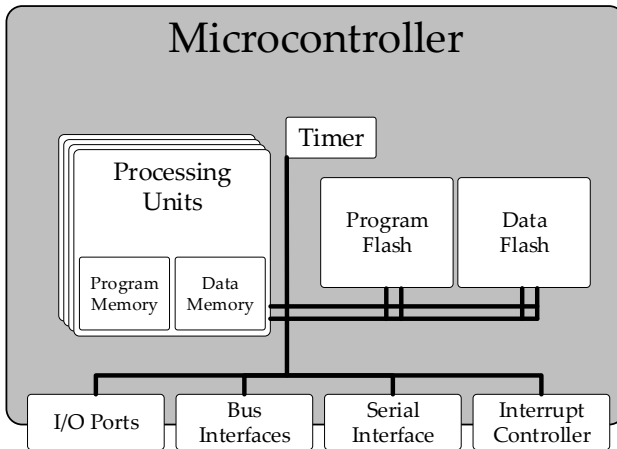 Microcontroller
Timer
Processing
Units
Program
Memory
Data
Memory
Program
Flash
Data
Flash
I/O Ports
Bus
Interfaces
Serial
Interface
Interrupt
Controller